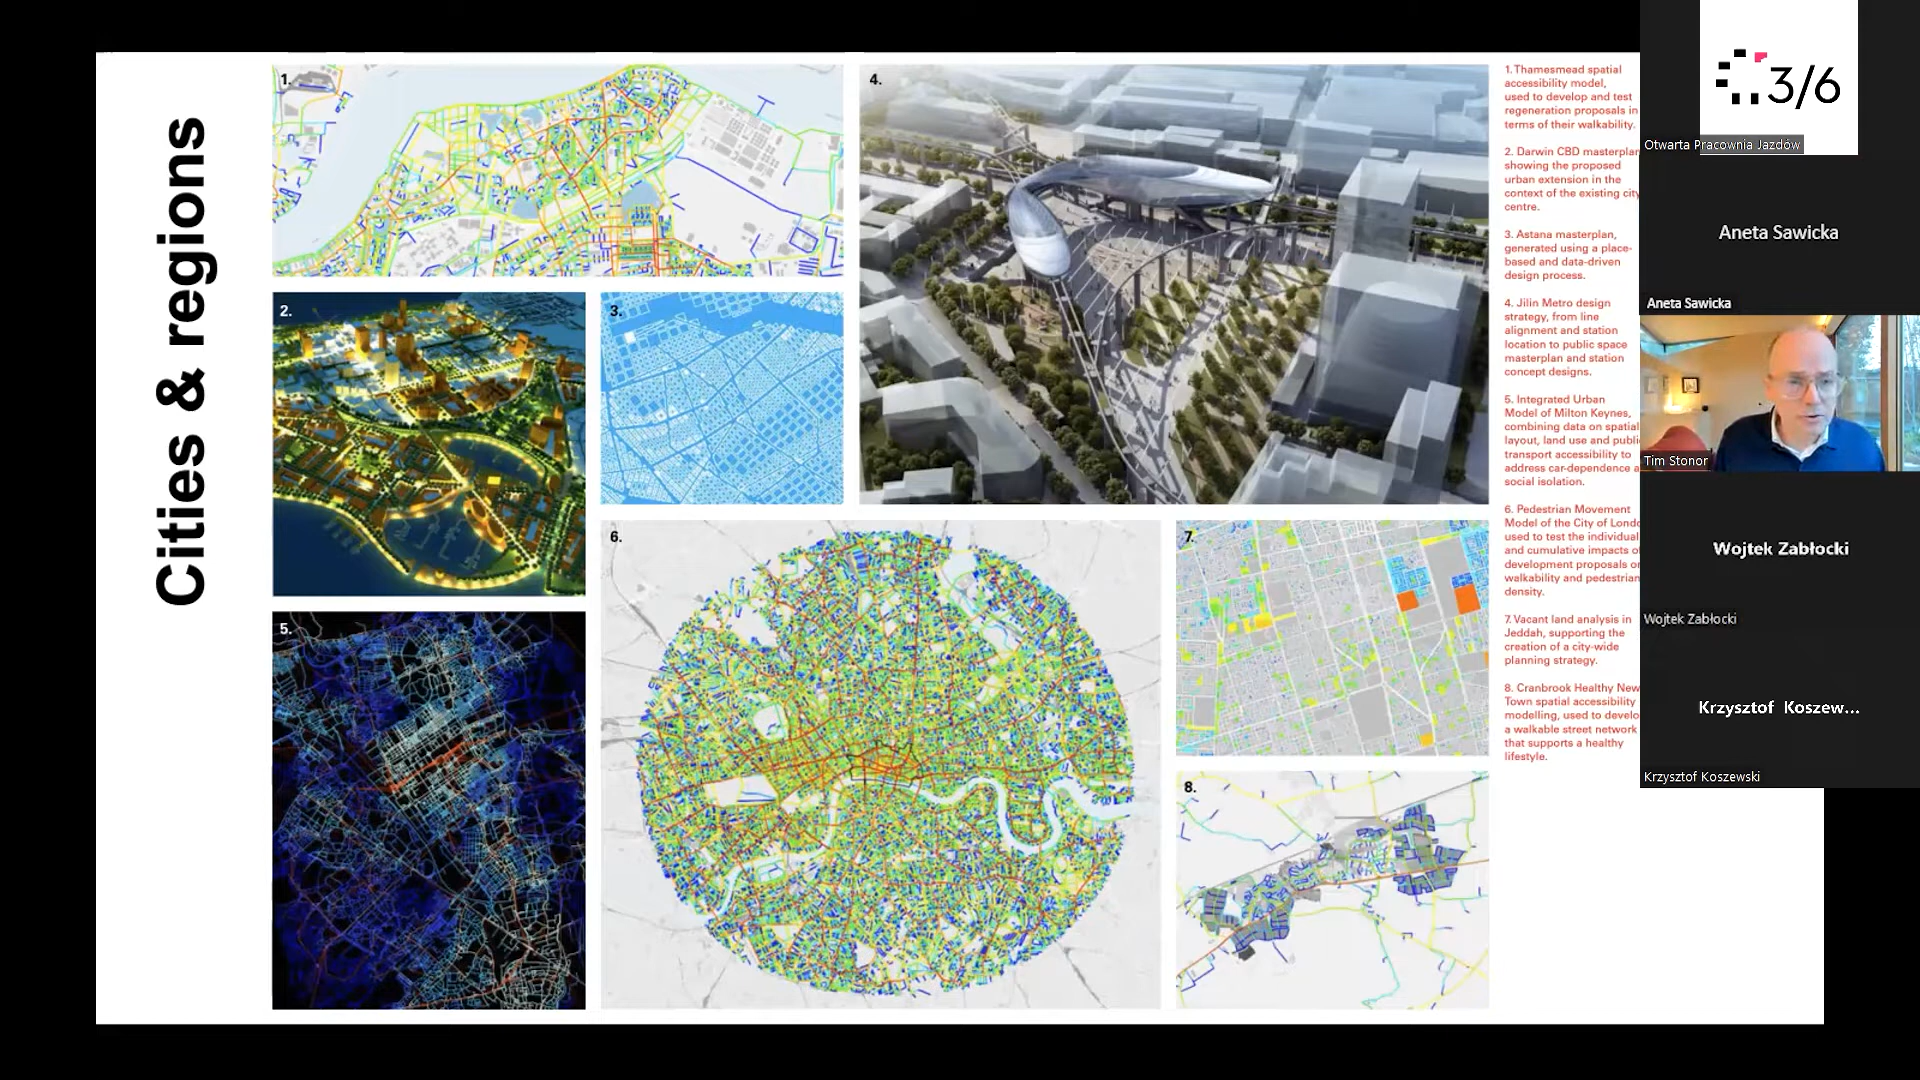 Cities & regions
1.
2.
3.
4.
5.
6.
7.
8.
1. Thamesmead spatial
accessibility model,
used to develop and test
regeneration proposals in
terms of their walkability.
2. Darwin CBD masterplan
showing the proposed
urban extension in the
context of the existing city
centre.
3. Astana masterplan,
generated using a place-
based and data-driven
design process.
4. Jilin Metro design
strategy, from line
alignment and station
location to public space
masterplan and station
concept designs.
5. Integrated Urban
Model of Milton Keynes,
combining data on spatial
layout, land use and public
transport accessibility to
address car-dependence a
social isolation.
6. Pedestrian Movement
Model of the City of Londo
used to test the individual
and cumulative impacts of
development proposals on
walkability and pedestrian
density.
7. Vacant land analysis in
Jeddah, supporting the
creation of a city-wide
planning strategy.
8. Cranbrook Healthy New
Town spatial accessibility
modelling, used to develo
a walkable street network
that supports a healthy
lifestyle.
3/6
Otwarta Pracownia Jazdów
Aneta Sawicka
Aneta Sawicka
Tim Stonor
Wojtek Zabłocki
Wojtek Zabłocki
Krzysztof Koszew...
Krzysztof Koszewski